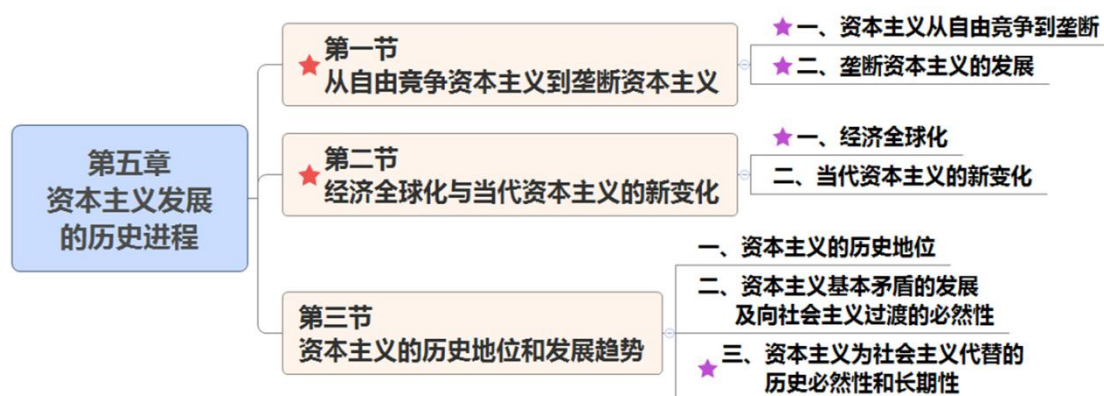 第五章
资本主义发展
的历史进程
第一节
从自由竞争资本主义到垄断资本主义
一、资本主义从自由竞争到垄断
二、垄断资本主义的发展
第二节
经济全球化与当代资本主义的新变化
一、经济全球化
二、当代资本主义的新变化
第三节
资本主义的历史地位和发展趋势
一、资本主义的历史地位
二、资本主义基本矛盾的发展
及向社会主义过渡的必然性
三、资本主义为社会主义代替的
历史必然性和长期性